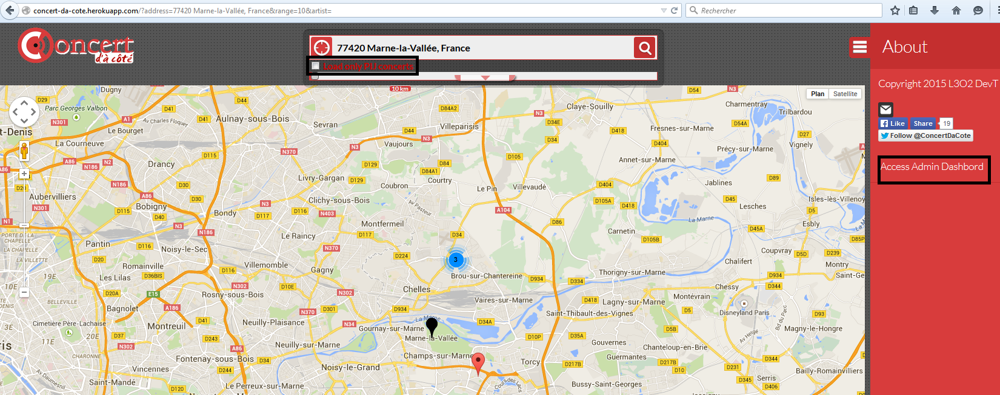 concert-da-cote.herokuapp.com/?address=77420 Marne-la-Vallée, France&range=10&artist=
Rechercher
Concert
d'à côté
77420 Marne-la-Vallée, France
Load only PIJ concerts
10 km
About
Copyright 2015 L3O2 DevT
Like Share 19
Follow @ConcertDaCote
Access Admin Dashbord
Plan Satellite
Dugny
D29
Parc Georges Valbon
D41
D44
Aulnay-sous-Bois
Sevran
D84A2
Villeparisis
N3
Claye-Souilly
D54
N3
Charmentray
Trilbardou
t-Denis
N301
A1
Le Bourget
Av Charles Floquet
D41
D44
N3
D34E
D34
D418
Fresnes-sur-Marne
D54A
D27
La Courneuve
N370
N3
Vaujours
D404
Précy-sur-Marne
Vignely
A86
N186
N2
Drancy
D115
D129
D84
D105
Annet-sur-Marne
A86
N186
D30
Livry-Gargan
D129
D84A1
Courtry
Coubron
Le Pin
Villevaudé
D404
Jablines
D89
Aubervilliers
N301
A86
D30
Clichy-sous-Bois
N3
D105A
D418
D45
Lesches
Isles-lès-Villenoy
D5
Bobigny
D115
D40
Bondy
D117
D116
N403
Av Pasteur
A104
La Marne
Esbly
N1
N3
N186
Montfermeil
D86
Carnetin
D45A
PORTE DE LA
CHAPELLE
LA CHAPELLE
LA VILLETTE
Pantin
D116
Noisy-le-Sec
Le Raincy
D117
D34
D105B
D85P
N370
D20
D224
Coupvray
D5D
D239
Romainville
D116
Villemomble
Gagny
3
Chalifert
Montry
19E
Les Lilas
D36BIS
Brou-sur-Chantereine
Thorigny-sur-Marne
D934
Saint-Ge
10E
N302
D10E
D934
D334
Chessy
D344
D20A
E15
Rosny-sous-Bois
N302
Chelles
Vaires-sur-Marne
D418
Lagny-sur-Marne
Montévrain
BELLEVILLE
Bagnolet
A186
N370
D301
D934
Saint-Thibault-des-Vignes
D5
Disneyland Paris
D93
Cimetière Père-Lachaise
D41
Neuilly-Plaisance
N34
La Marne
D34A
Bd du Parc
Montreuil
Gournay-sur-Marne
D5B
Magny-le-Hongre
20E
D37
D243
Marne-la-Vallée
D10P
D35A
Av Hergé
11E
N302
A86
Neuilly-sur-Marne
Gouvernes
Chanteloup-en-Brie
D344
ris
CHARONNE
Fontenay-sous-Bois
D34
Champs-sur-Marne
Guermantes
12E
Vincennes
D244
Noisy-le-Grand
Torcy
D217B
D217B
D10
D231
Bailly-Romainvilliers
Av Daumesnil
Saint-Mandé
D120
Le Perreux-sur-Marne
Cours des Lacs
Bussy-Saint-Georges
D345
Serris
D406